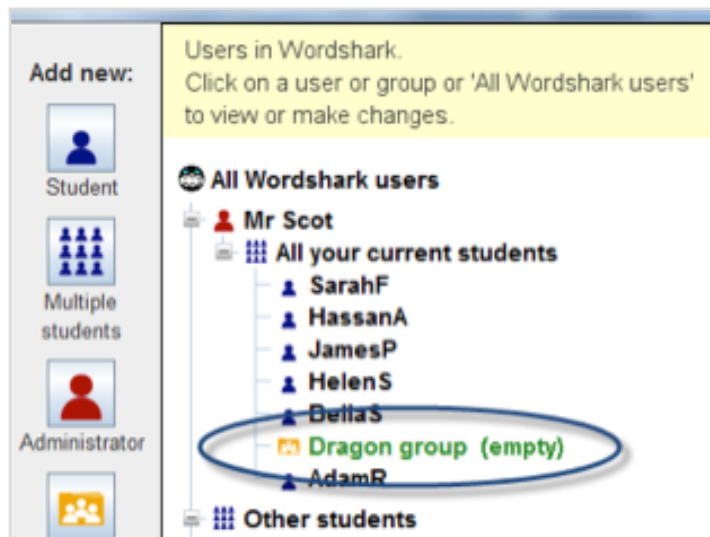 Add new:
Student
Multiple
students
Administrator
Users in Wordshark.
Click on a user or group or 'All Wordshark users'
to view or make changes.
All Wordshark users
Mr Scot
All your current students
SarahF
HassanA
JamesP
HelenS
BellaS
Dragon group (empty)
AdamR
Other students